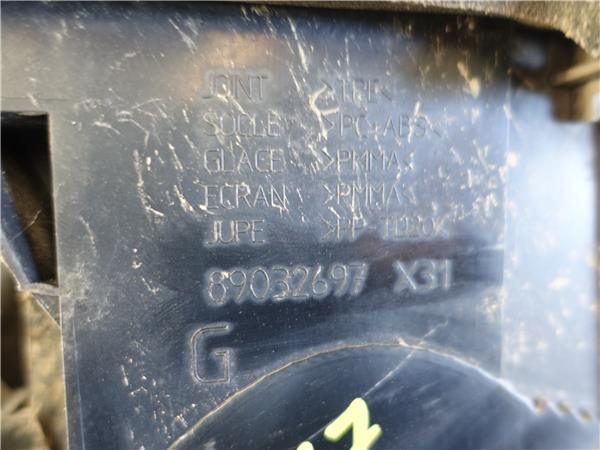 JOINT >TPE<
SOCLE >PC+ABS<
GLACE >PMMA<
ECRAN >PMMA<
JUPE >PP-TD20<
89032697 X31
G